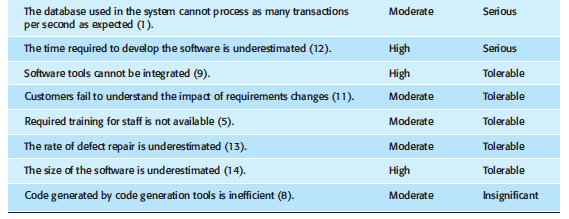 The database used in the system cannot process as many transactions Moderate Serious
per second as expected (1).
The time required to develop the software is underestimated (12). High Serious
Software tools cannot be integrated (9). High Tolerable
Customers fail to understand the impact of requirements changes (11). Moderate Tolerable
Required training for staff is not available (5). Moderate Tolerable
The rate of defect repair is underestimated (13). Moderate Tolerable
The size of the software is underestimated (14). High Tolerable
Code generated by code generation tools is inefficient (8). Moderate Insignificant